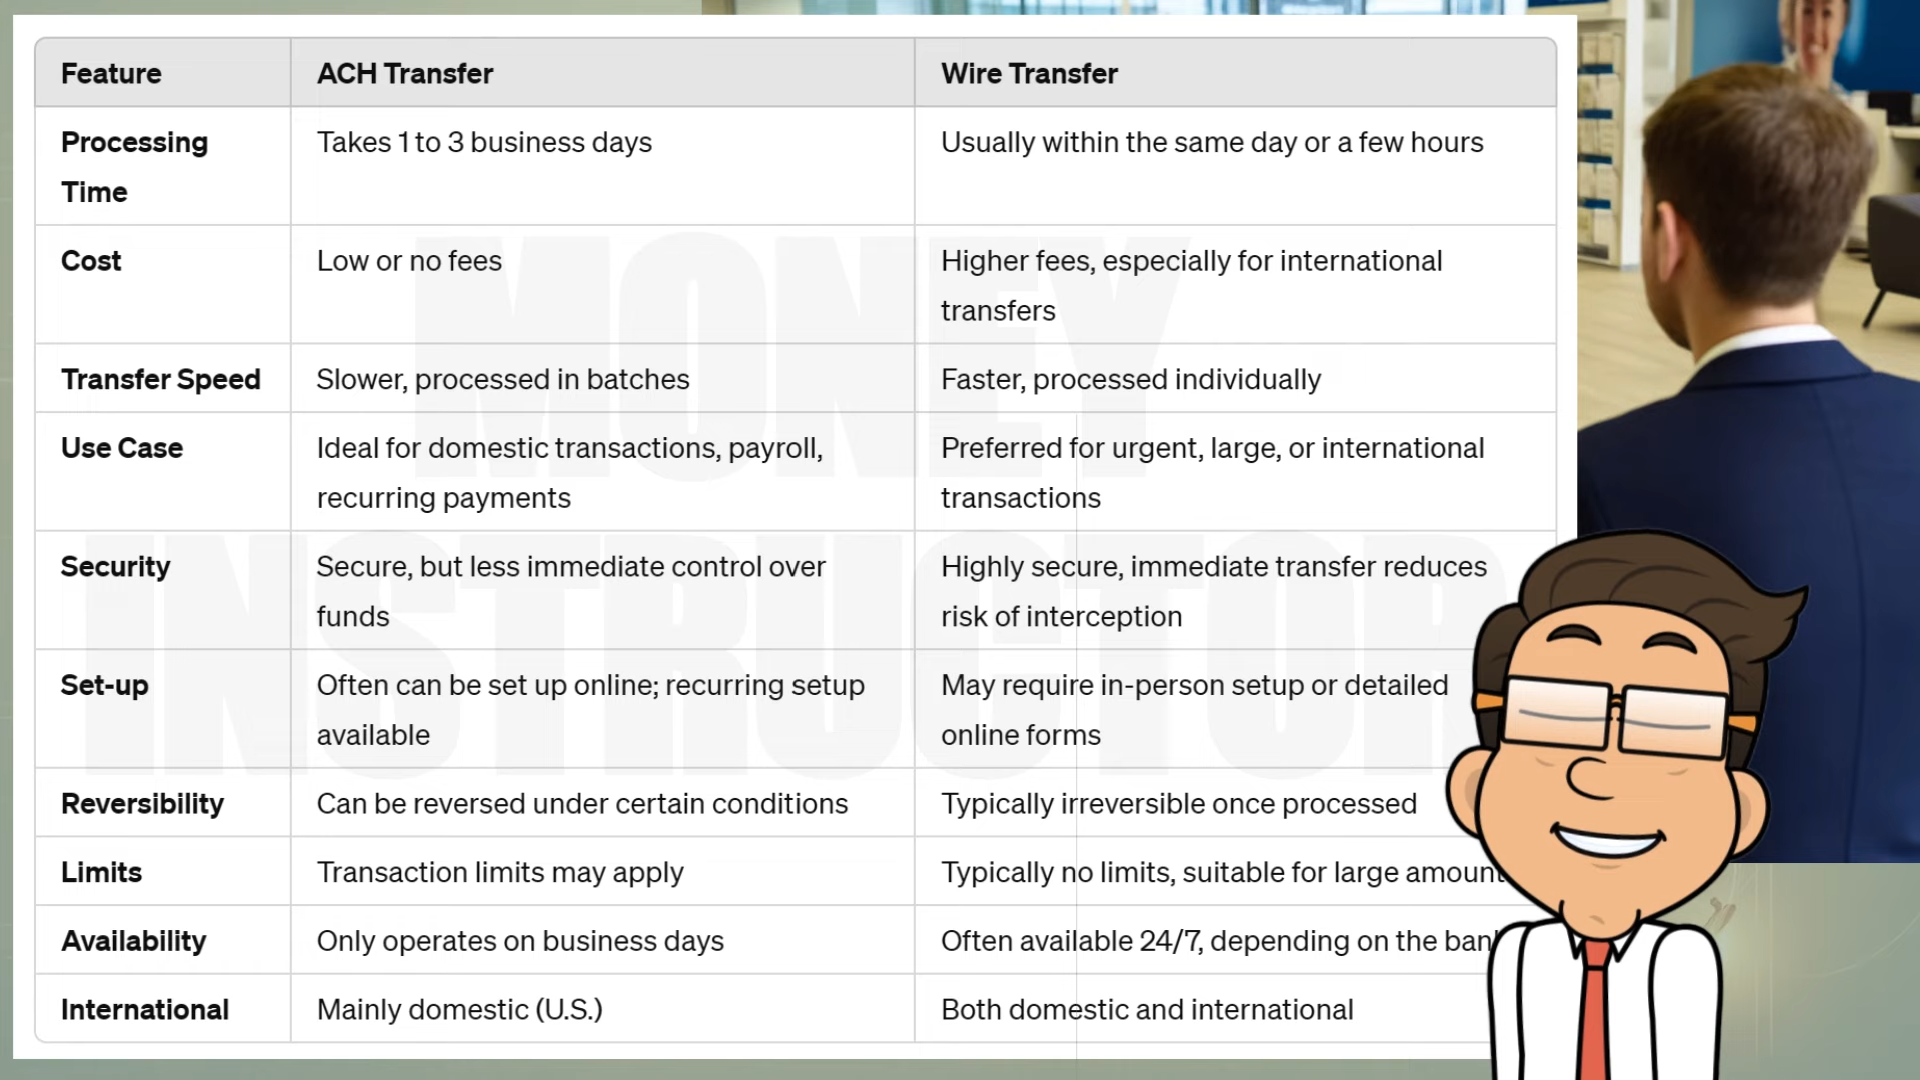 Feature ACH Transfer Wire Transfer
Processing Time Takes 1 to 3 business days Usually within the same day or a few hours
Cost Low or no fees Higher fees, especially for international transfers
Transfer Speed Slower, processed in batches Faster, processed individually
Use Case Ideal for domestic transactions, payroll, recurring payments Preferred for urgent, large, or international transactions
Security Secure, but less immediate control over funds Highly secure, immediate transfer reduces risk of interception
Set-up Often can be set up online; recurring setup available May require in-person setup or detailed online forms
Reversibility Can be reversed under certain conditions Typically irreversible once processed
Limits Transaction limits may apply Typically no limits, suitable for large amount
Availability Only operates on business days Often available 24/7, depending on the
International Mainly domestic (U.S.) Both domestic and international
MONEY
INSTRUCTOR